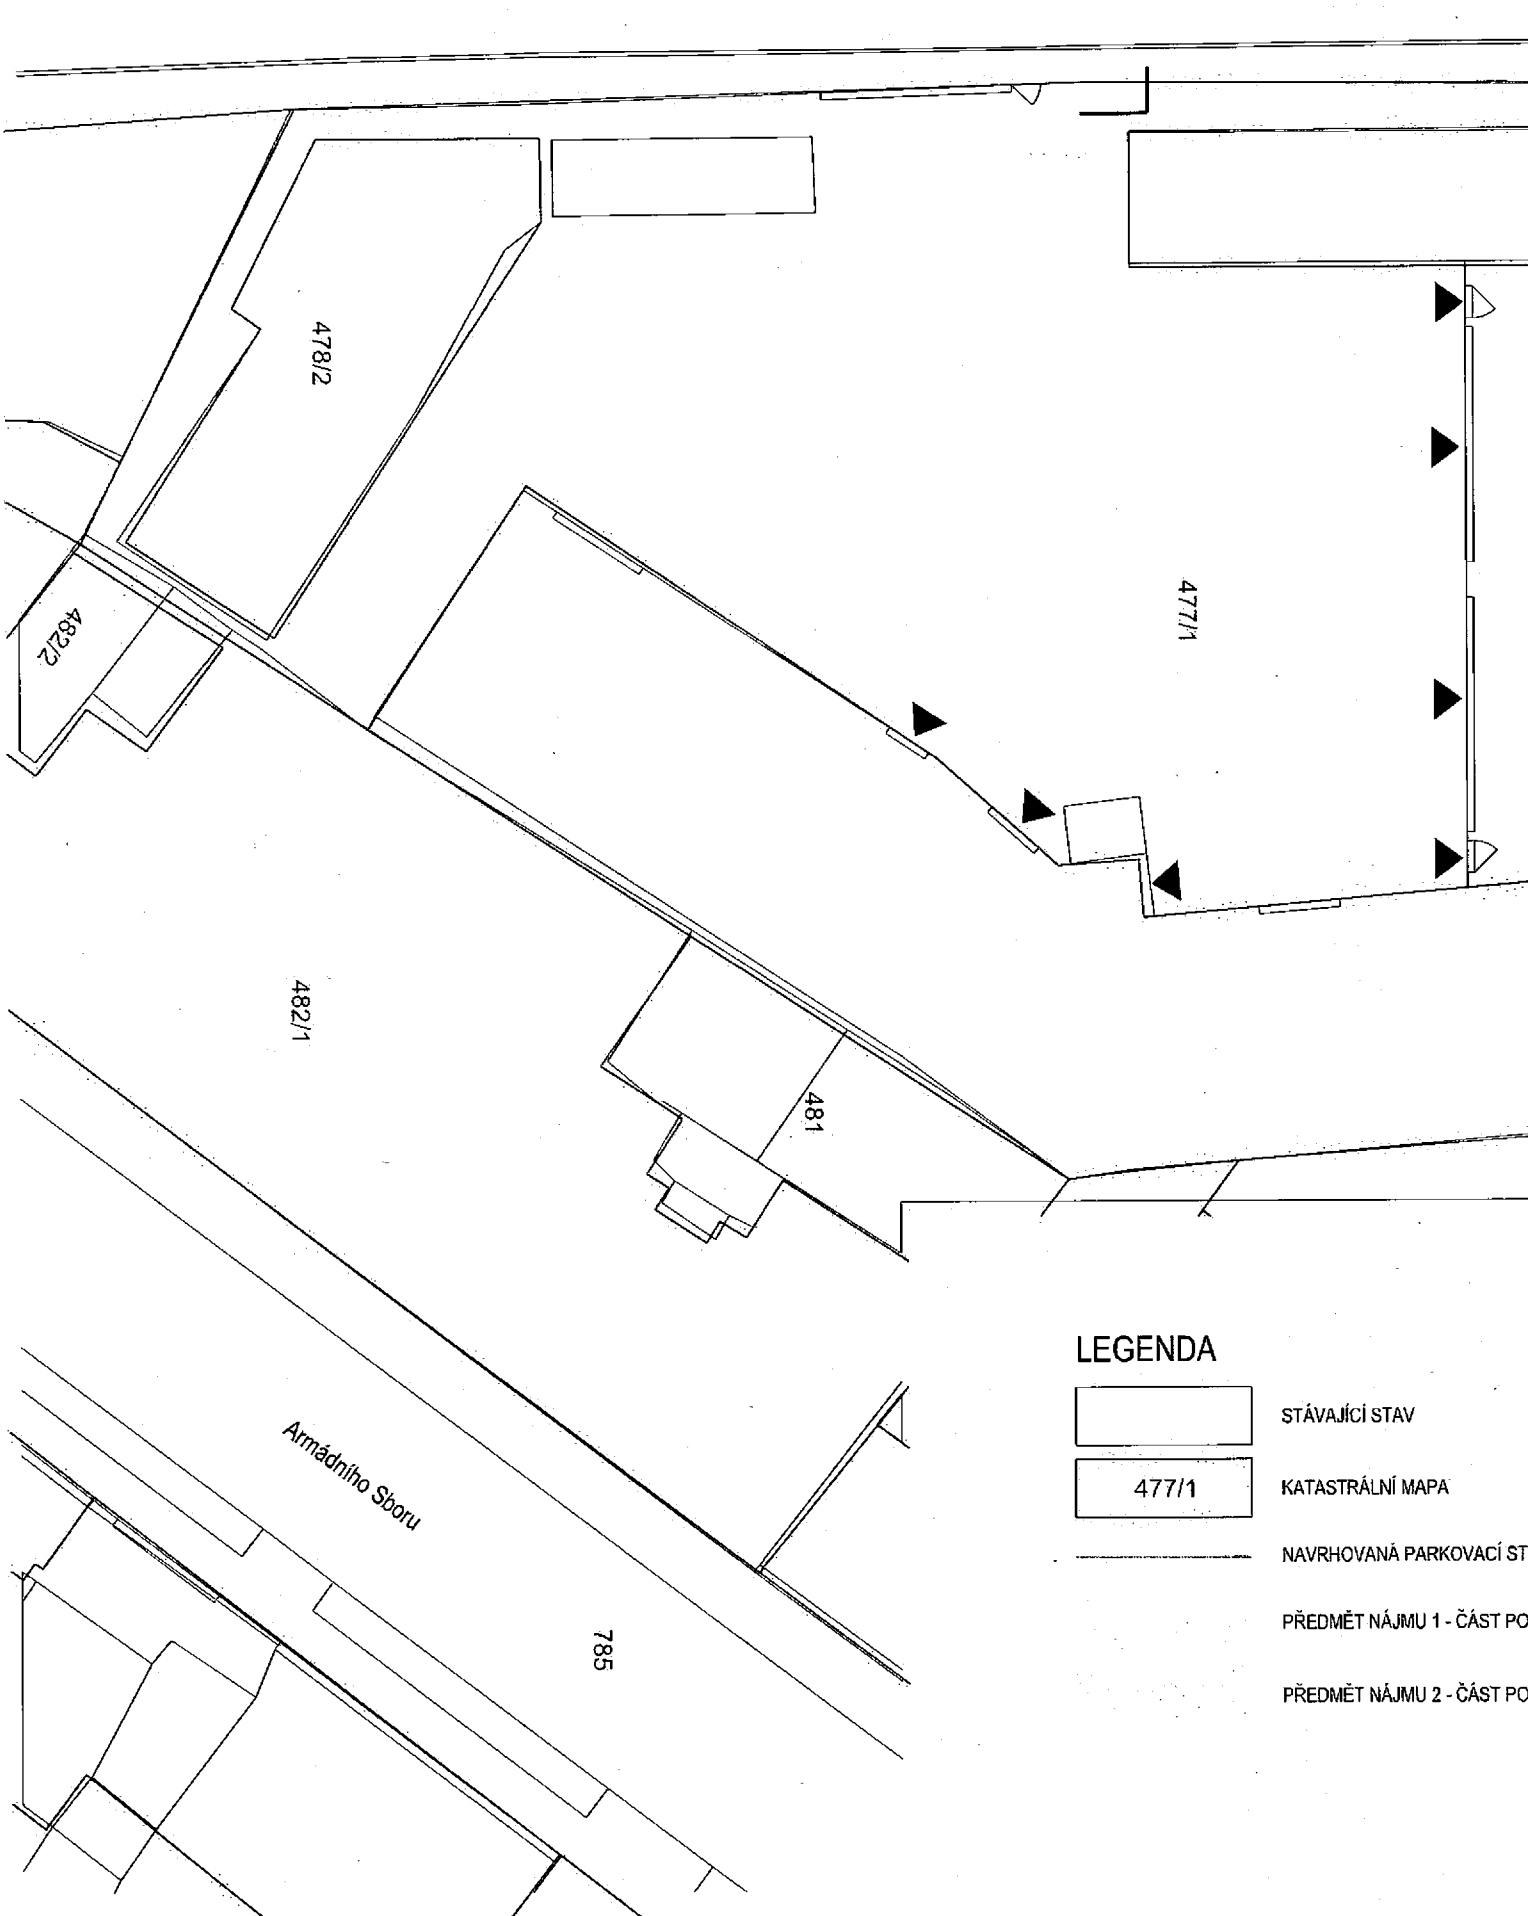 478/2
477/1
482/2
482/1
481
LEGENDA
STÁVAJÍCÍ STAV
477/1
KATASTRÁLNÍ MAPA
NAVRHOVANÁ PARKOVACÍ ST
PŘEDMĚT NÁJMU 1 - ČÁST PO
PŘEDMĚT NÁJMU 2 - ČÁST PO
Armádního Sboru
785